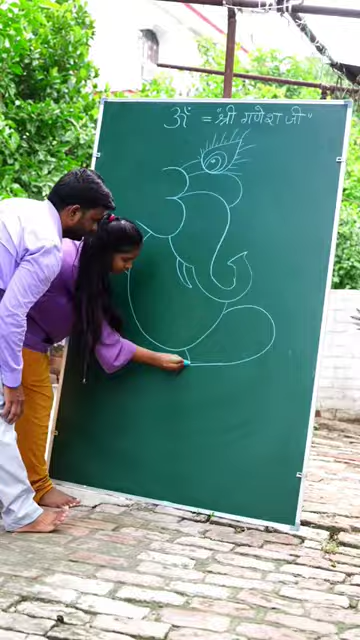 ॐ = "श्री गणेश जी"